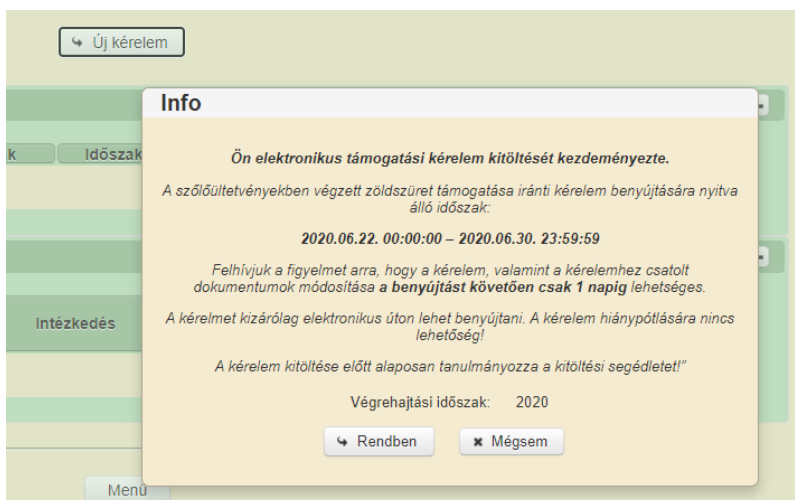 Új kérelem
Info
k Időszak
Ön elektronikus támogatási kérelem kitöltését kezdeményezte.
A szőlőültetvényekben végzett zöldszüret támogatása iránti kérelem benyújtására nyitva
álló időszak:
2020.06.22. 00:00:00 – 2020.06.30. 23:59:59
Felhívjuk a figyelmet arra, hogy a kérelem, valamint a kérelemhez csatolt
dokumentumok módosítása a benyújtást követően csak 1 napig lehetséges.
Intézkedés
A kérelmet kizárólag elektronikus úton lehet benyújtani. A kérelem hiánypótlására nincs
lehetőség!
A kérelem kitöltése előtt alaposan tanulmányozza a kitöltési segédletet!”
Végrehajtási időszak: 2020
Rendben Mégsem
Menü